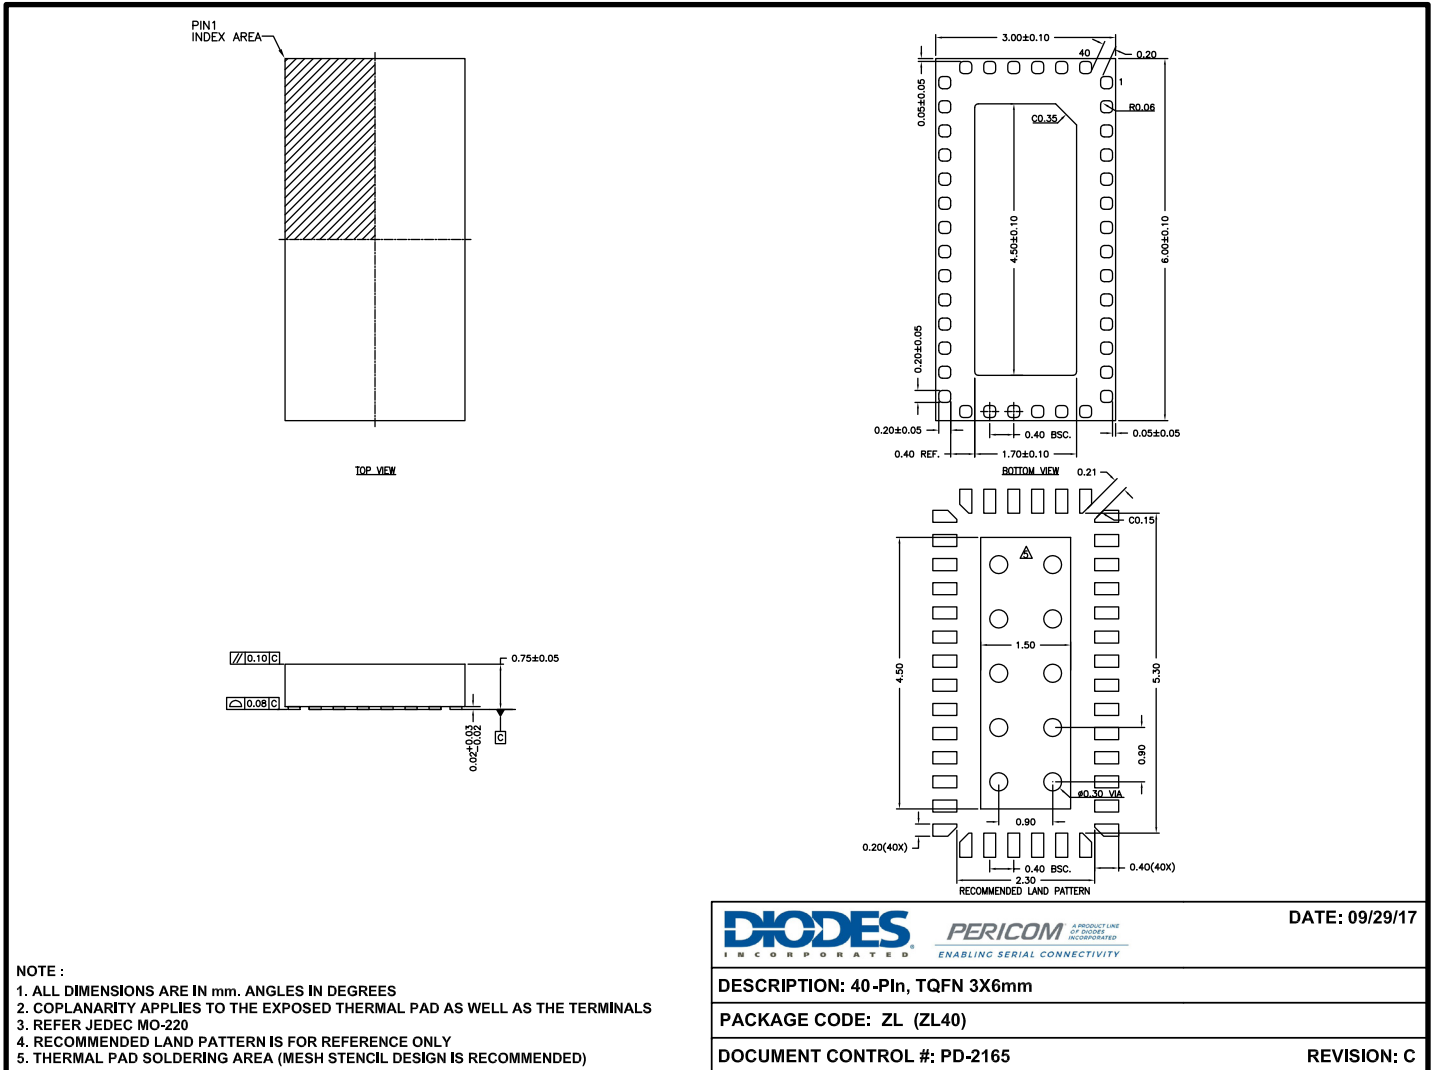 PIN1
INDEX AREA
TOP VIEW
3.00±0.10
40
0.20
1
0.05±0.05
R0.06
C0.35
4.50±0.10
6.00±0.10
0.20±0.05
0.20±0.05
0.40 BSC.
0.05±0.05
0.40 REF.
1.70±0.10
BOTTOM VIEW
0.21
C0.15
5
4.50
1.50
5.30
0.90
ø0.30 VIA
0.90
0.20(40X)
0.40 BSC.
0.40(40X)
2.30
RECOMMENDED LAND PATTERN
// 0.10 C
0.08 C
0.75±0.05
0.02+0.03
-0.02
C
NOTE :
1. ALL DIMENSIONS ARE IN mm. ANGLES IN DEGREES
2. COPLANARITY APPLIES TO THE EXPOSED THERMAL PAD AS WELL AS THE TERMINALS
3. REFER JEDEC MO-220
4. RECOMMENDED LAND PATTERN IS FOR REFERENCE ONLY
5. THERMAL PAD SOLDERING AREA (MESH STENCIL DESIGN IS RECOMMENDED)
DIODES
INCORPORATED
PERICOM
A PRODUCT LINE
OF DIODES
INCORPORATED
ENABLING SERIAL CONNECTIVITY
DATE: 09/29/17
DESCRIPTION: 40-Pin, TQFN 3X6mm
PACKAGE CODE: ZL (ZL40)
DOCUMENT CONTROL #: PD-2165
REVISION: C